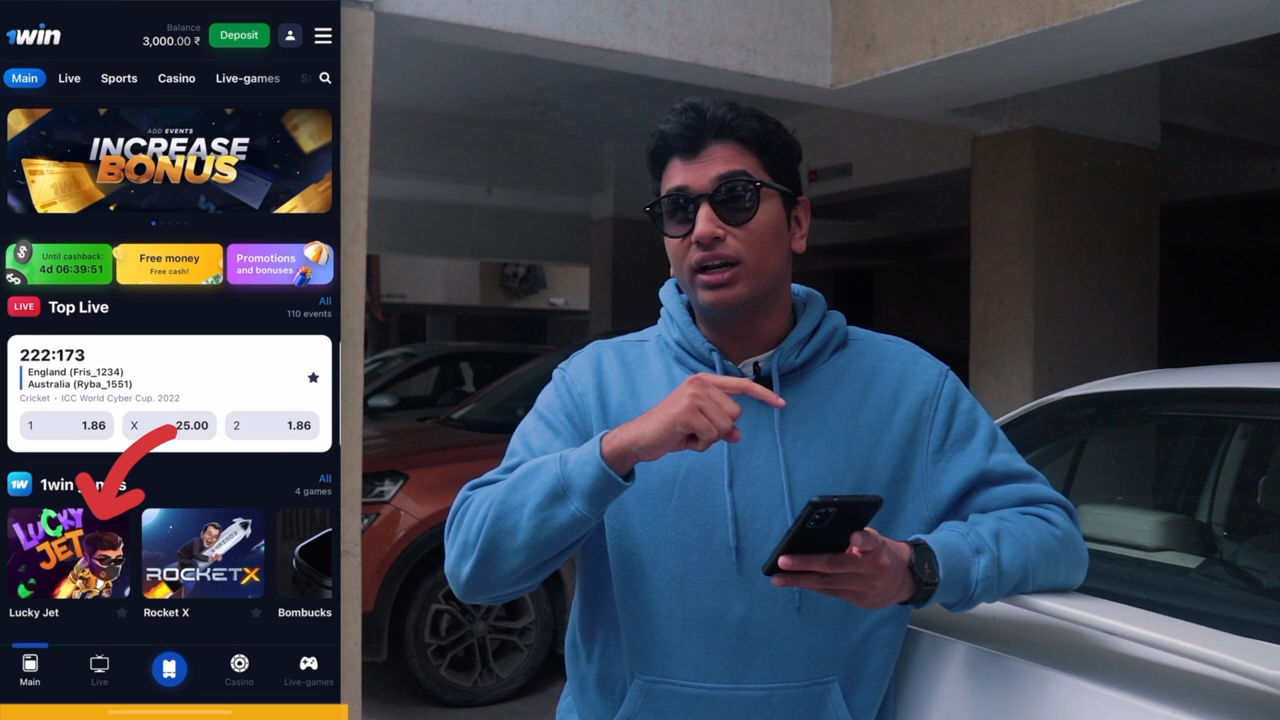 1win
Balance
3,000.00 ₹
Deposit
Main
Live
Sports
Casino
Live-games
ADD EVENTS
INCREASE
BONUS
Until cashback:
4d 06:39:51
Free money
Free cash!
Promotions
and bonuses
LIVE
Top Live
All
110 events
222:173
England (Fris_1234)
Australia (Ryba_1551)
Cricket • ICC World Cyber Cup. 2022
1 1.86
X 25.00
2 1.86
1W
1win
All
4 games
LUCKY
JET
ROCKETX
Lucky Jet
Rocket X
Bombucks
Main
Live
Casino
Live-games